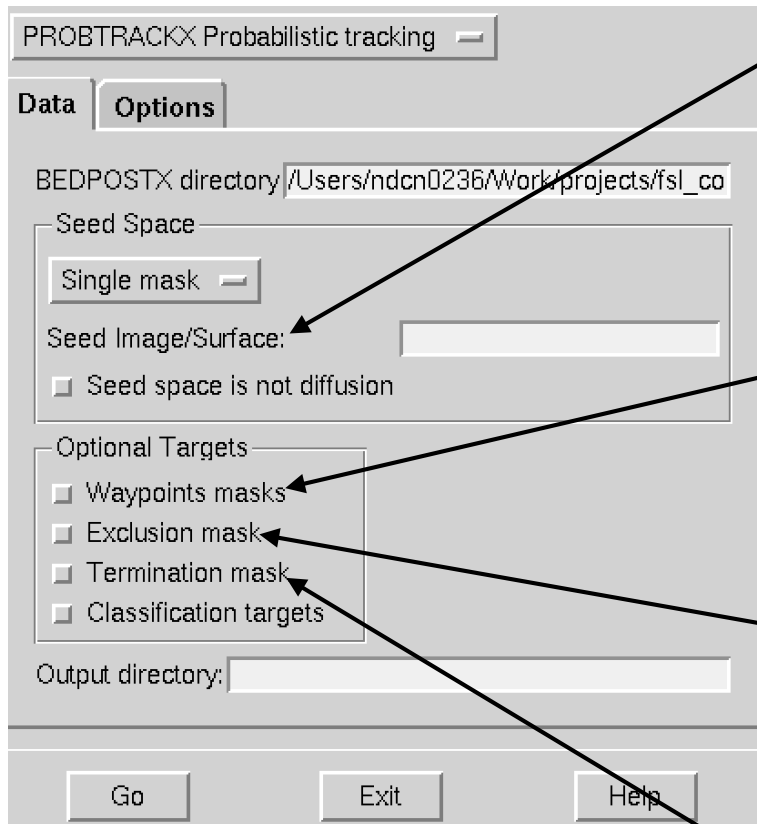 PROBTRACKX Probabilistic tracking
Data Options
BEDPOSTX directory /Users/ndcn0236/Work/projects/fsl_co
Seed Space
Single mask
Seed Image/Surface:
Seed space is not diffusion
Optional Targets
Waypoints masks
Exclusion mask
Termination mask
Classification targets
Output directory:
Go Exit Help